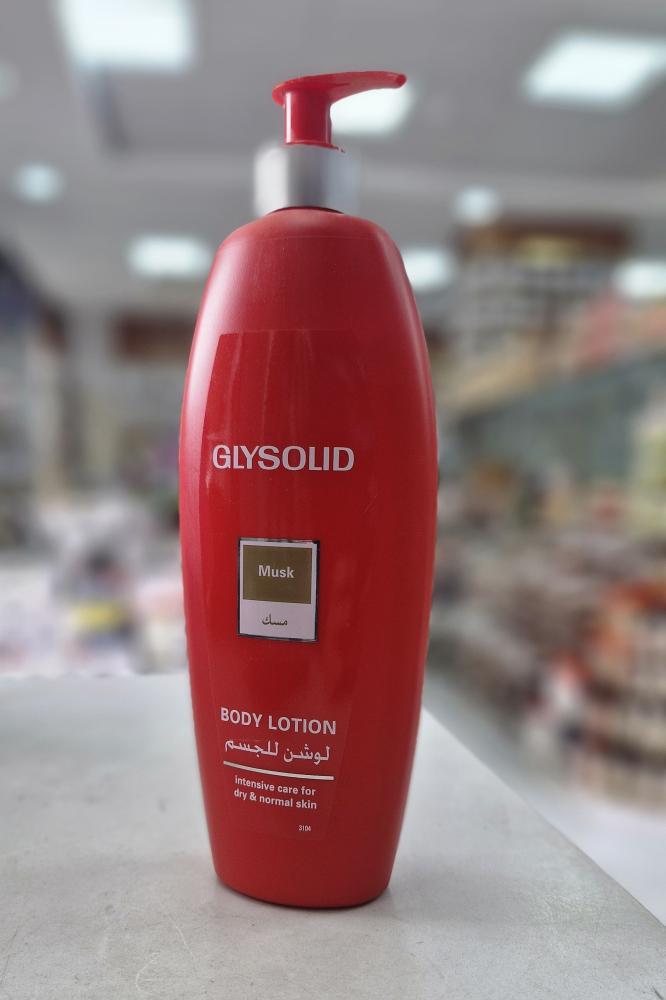 GLYSOLID
Musk
مسك
BODY LOTION
لوشن للجسم
intensive care for
dry & normal skin
3104